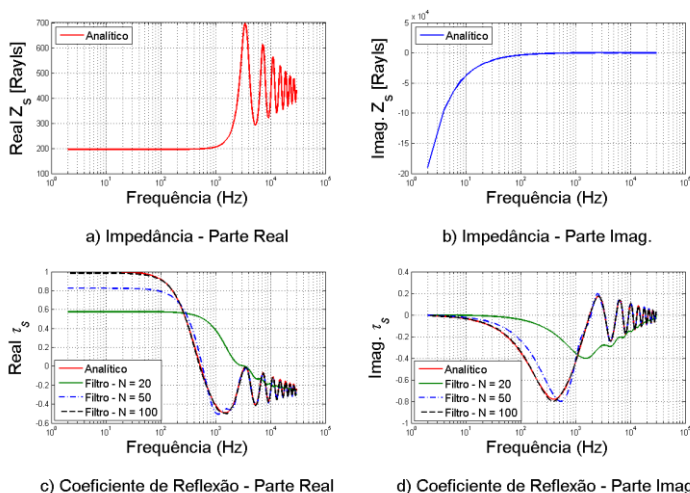 Real Z_s [Rayls]
700
600
500
400
300
200
100
10^0
10^1
10^2
10^3
10^4
10^5
Analítico
Frequência (Hz)
a) Impedância - Parte Real
Imag. Z_s [Rayls]
x 10^4
5
0
-5
-10
-15
-20
10^0
10^1
10^2
10^3
10^4
10^5
Analítico
Frequência (Hz)
b) Impedância - Parte Imag.
Real τ_s
1
0.8
0.6
0.4
0.2
0
-0.2
-0.4
-0.6
10^0
10^1
10^2
10^3
10^4
10^5
Analítico
Filtro - N = 20
Filtro - N = 50
Filtro - N = 100
Frequência (Hz)
c) Coeficiente de Reflexão - Parte Real
Imag. τ_s
0.4
0.2
0
-0.2
-0.4
-0.6
-0.8
-1
10^0
10^1
10^2
10^3
10^4
10^5
Analítico
Filtro - N = 20
Filtro - N = 50
Filtro - N = 100
Frequência (Hz)
d) Coeficiente de Reflexão - Parte Imag